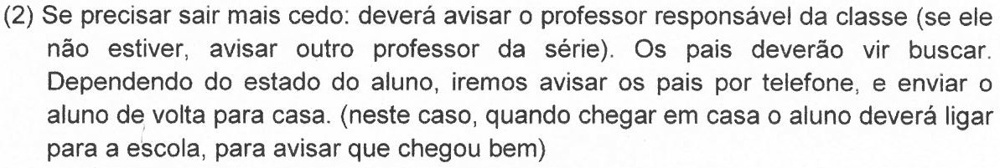 (2) Se precisar sair mais cedo: deverá avisar o professor responsável da classe (se ele
não estiver, avisar outro professor da série). Os pais deverão vir buscar.
Dependendo do estado do aluno, iremos avisar os pais por telefone, e enviar o
aluno de volta para casa. (neste caso, quando chegar em casa o aluno deverá ligar
para a escola, para avisar que chegou bem)